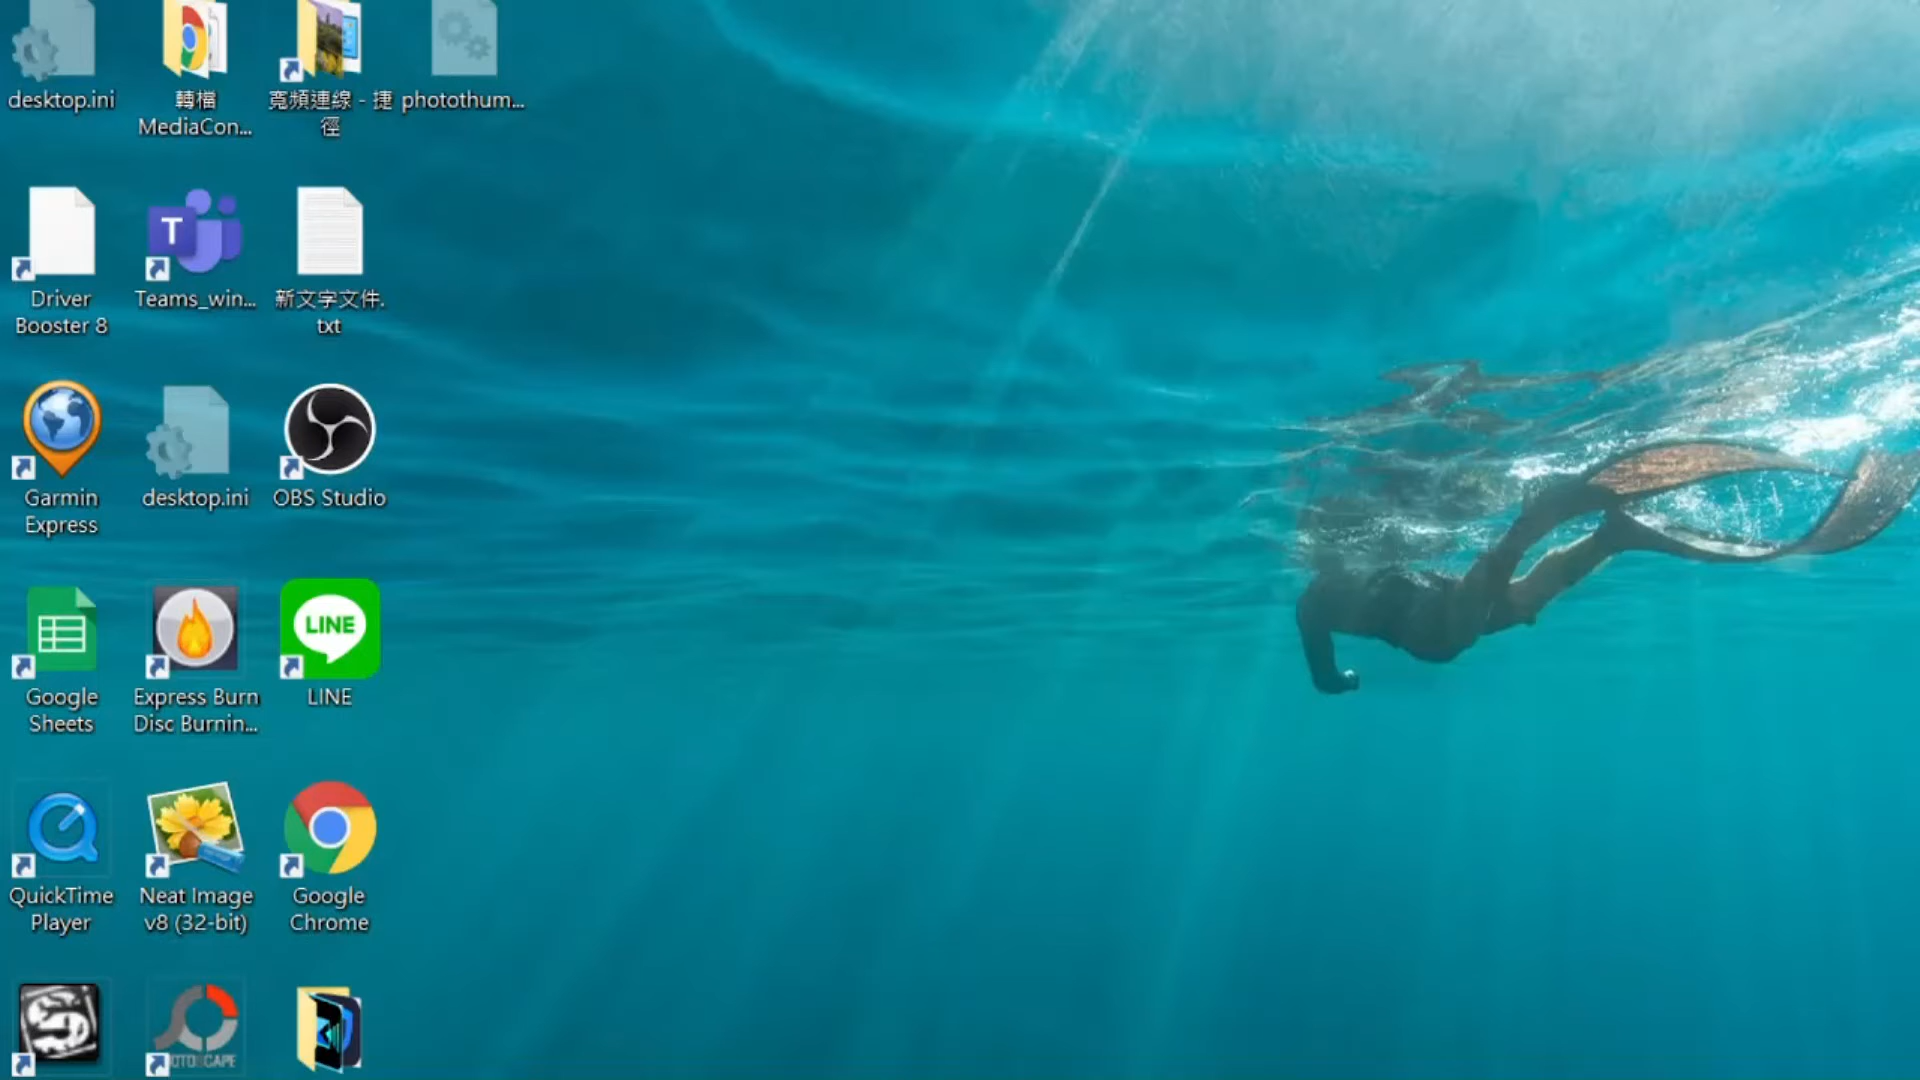 desktop.ini
轉檔
MediaCon...
寬頻連線 - 捷
徑
photothum...
Driver
Booster 8
T
Teams_win...
新文字文件.
txt
Garmin
Express
desktop.ini
OBS Studio
Google
Sheets
Express Burn
Disc Burnin...
LINE
LINE
QuickTime
Player
Neat Image
v8 (32-bit)
Google
Chrome